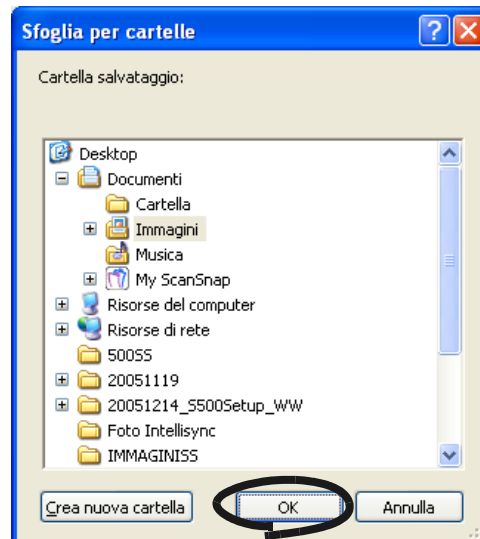 Sfoglia per cartelle
Cartella salvataggio:
Desktop
Documenti
Cartella
Immagini
Musica
My ScanSnap
Risorse del computer
Risorse di rete
500SS
20051119
20051214_S500Setup_WW
Foto Intellisync
IMMAGINISS
Crea nuova cartella OK Annulla